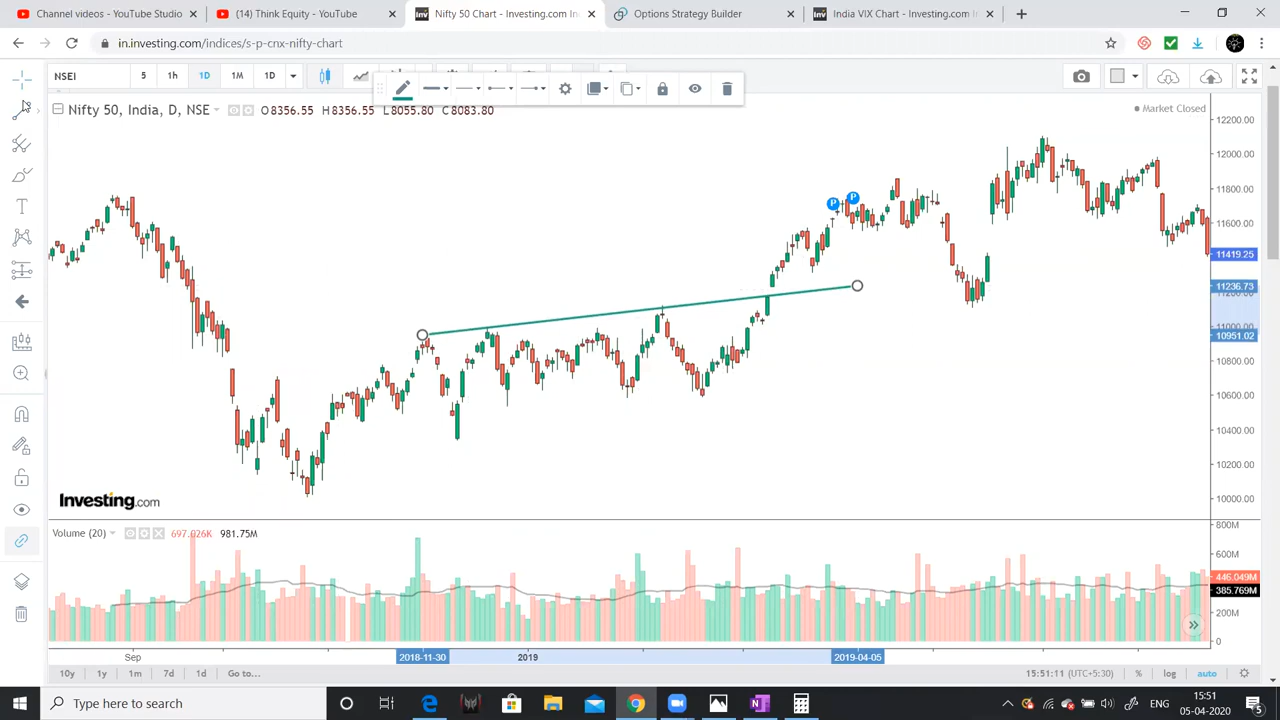 Channel videos - YouTube Studio
(14) Think Equity - YouTube
Nifty 50 Chart - Investing.com In
Options Strategy Builder
India VIX Chart - Investing.com I
in.investing.com/indices/s-p-cnx-nifty-chart
NSEI 5 1h 1D 1M 1D
Nifty 50, India, D, NSE O8356.55 H8356.55 L8055.80 C8083.80
Market Closed
12200.00
12000.00
11800.00
11600.00
11419.25
11236.73
11000.00
10951.02
10800.00
10600.00
10400.00
10200.00
10000.00
P P
Investing.com
Volume (20) 697.026K 981.75M
800M
600M
446.049M
385.769M
200M
0
Sep 2018-11-30 2019 2019-04-05
10y 1y 1m 7d 1d Go to... 15:51:11 (UTC+5:30) % log auto
Type here to search
15:51
05-04-2020
5